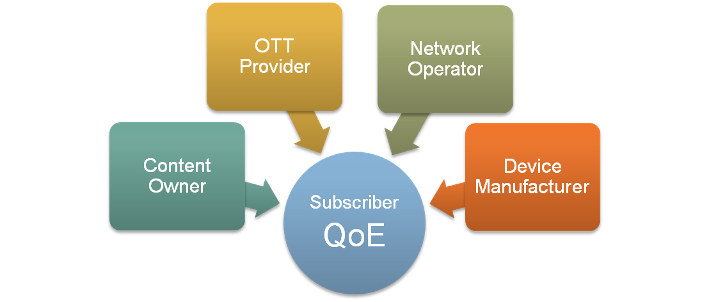 OTT
Provider
Network
Operator
Content
Owner
Device
Manufacturer
Subscriber
QoE